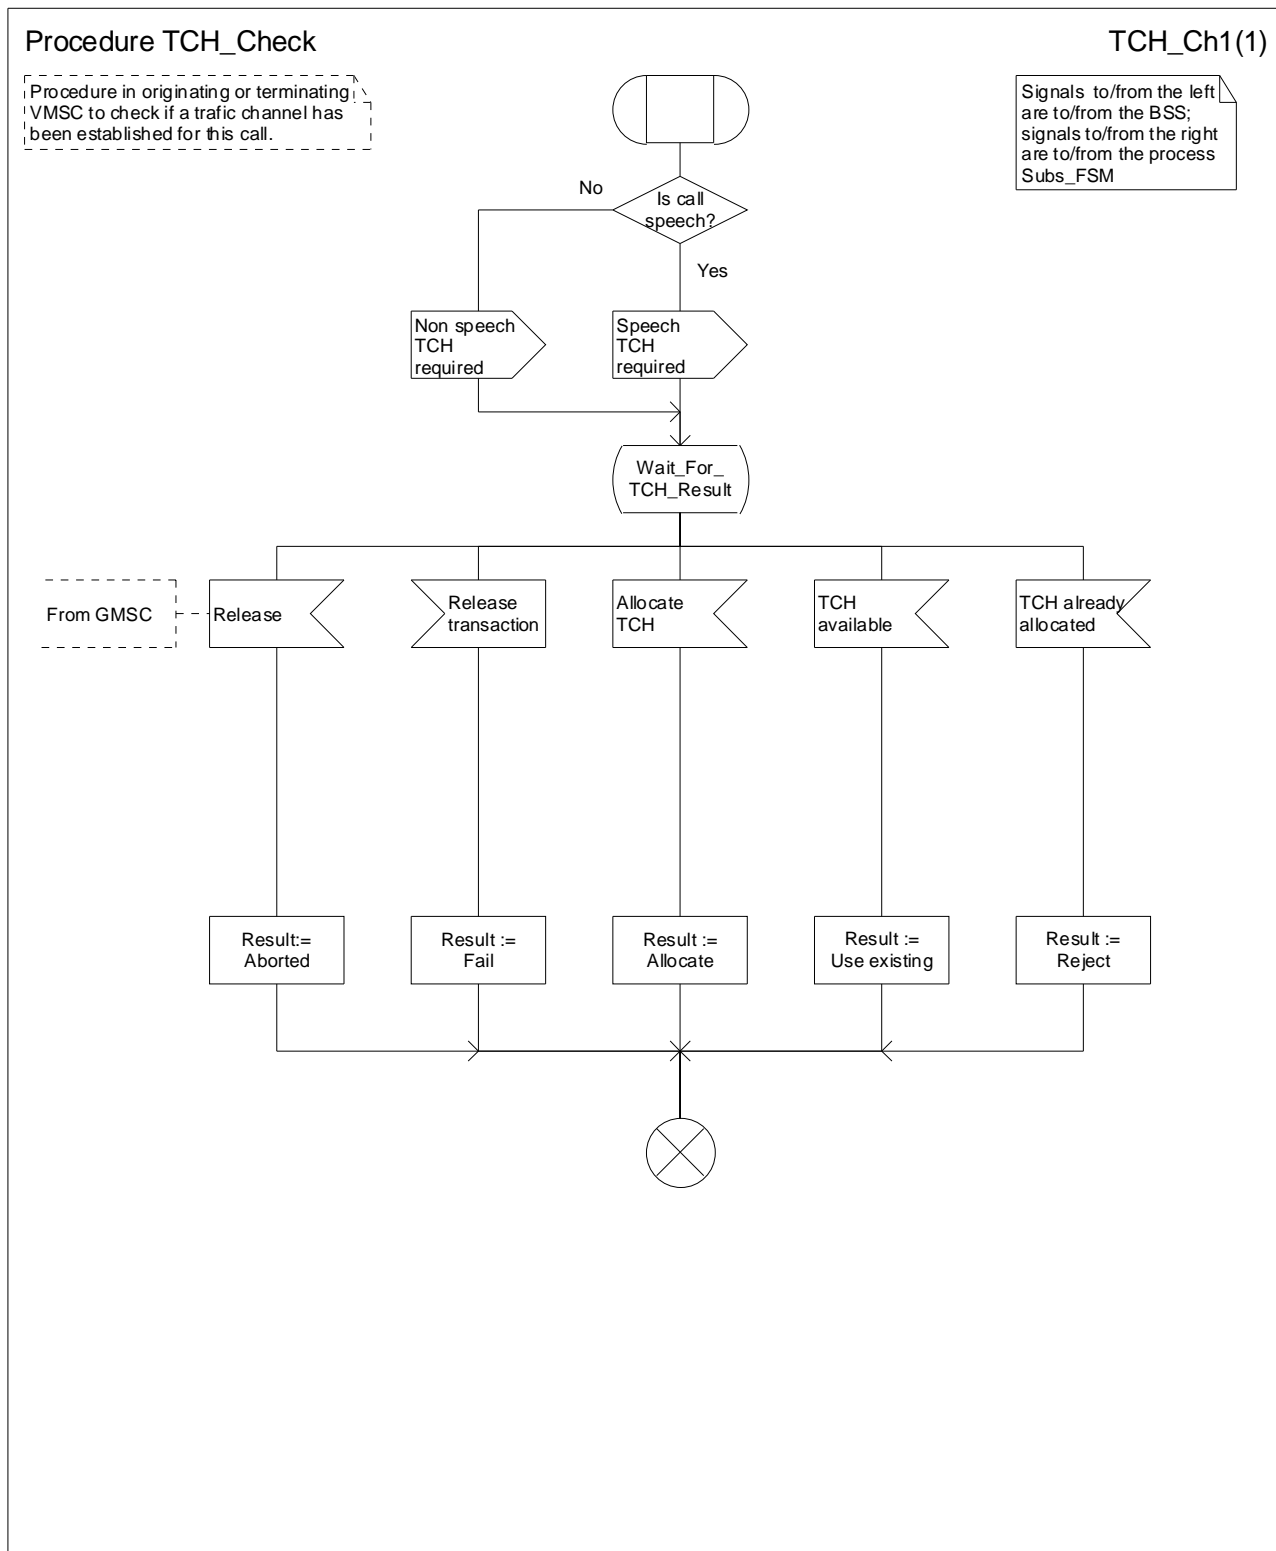 Procedure TCH_Check
TCH_Ch1(1)
Procedure in originating or terminating
VMSC to check if a trafic channel has
been established for this call.
Signals to/from the left
are to/from the BSS;
signals to/from the right
are to/from the process
Subs_FSM
No
Is call
speech?
Yes
Non speech
TCH
required
Speech
TCH
required
Wait_For_
TCH_Result
From GMSC
Release
Release
transaction
Allocate
TCH
TCH
available
TCH already
allocated
Result:=
Aborted
Result :=
Fail
Result :=
Allocate
Result :=
Use existing
Result :=
Reject